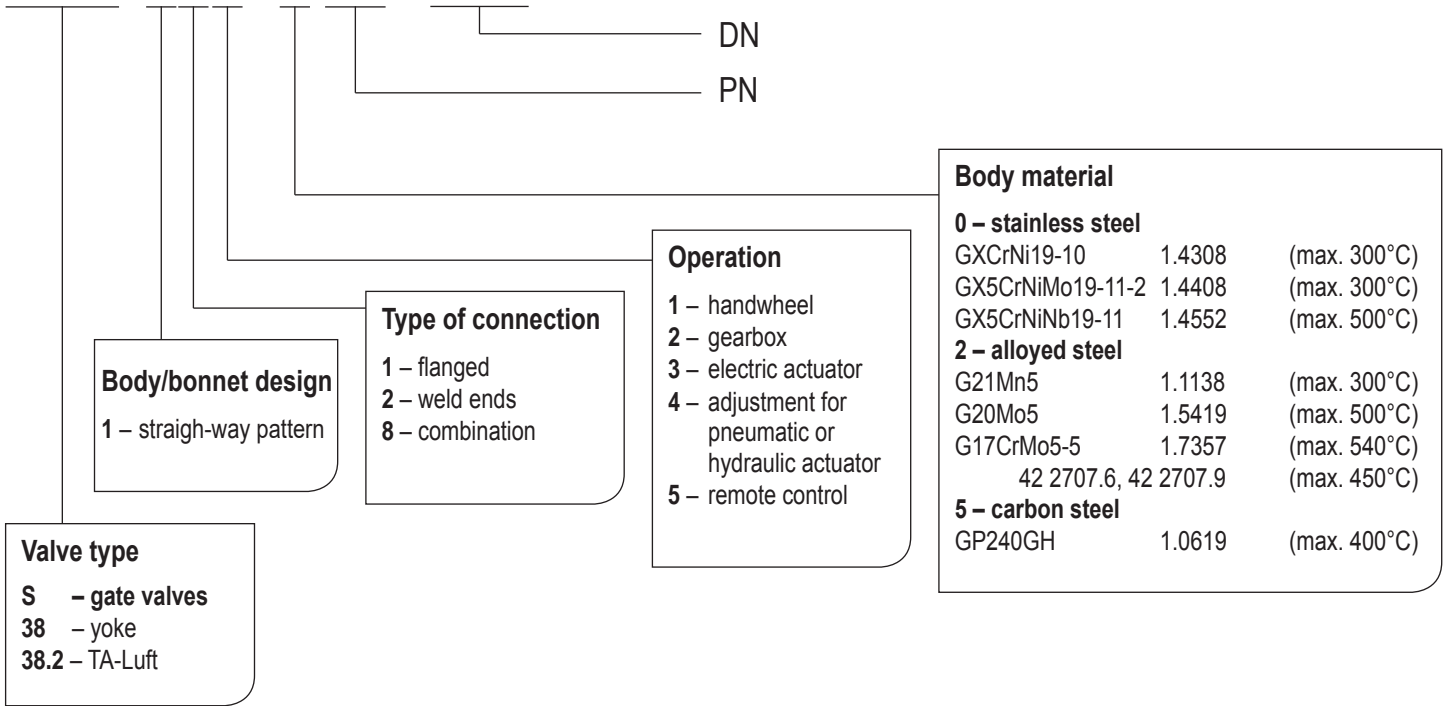 DN
PN
Body material
0 – stainless steel
GXCrNi19-10 1.4308 (max. 300°C)
GX5CrNiMo19-11-2 1.4408 (max. 300°C)
GX5CrNiNb19-11 1.4552 (max. 500°C)
2 – alloyed steel
G21Mn5 1.1138 (max. 300°C)
G20Mo5 1.5419 (max. 500°C)
G17CrMo5-5 1.7357 (max. 540°C)
42 2707.6, 42 2707.9 (max. 450°C)
5 – carbon steel
GP240GH 1.0619 (max. 400°C)
Operation
1 – handwheel
2 – gearbox
3 – electric actuator
4 – adjustment for
pneumatic or
hydraulic actuator
5 – remote control
Type of connection
1 – flanged
2 – weld ends
8 – combination
Body/bonnet design
1 – straigh-way pattern
Valve type
S – gate valves
38 – yoke
38.2 – TA-Luft